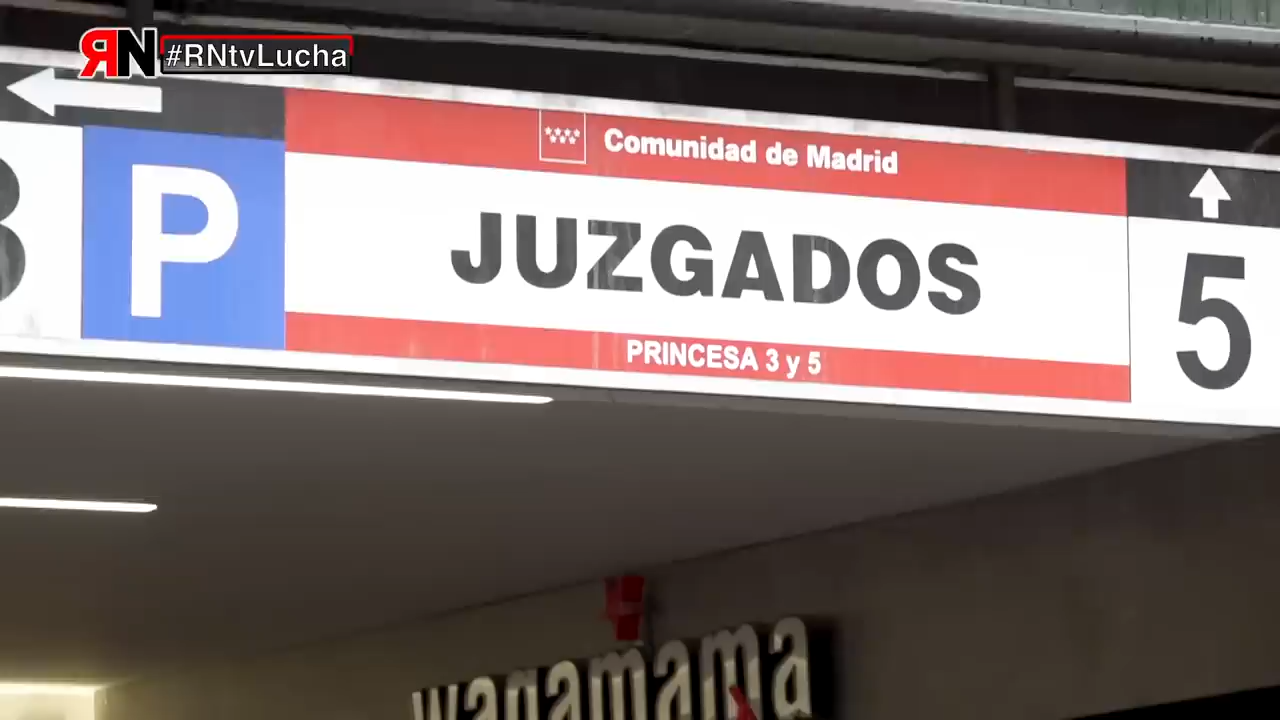 RN #RNtvLucha
Comunidad de Madrid
P
JUZGADOS
5
PRINCESA 3 y 5
wagamama